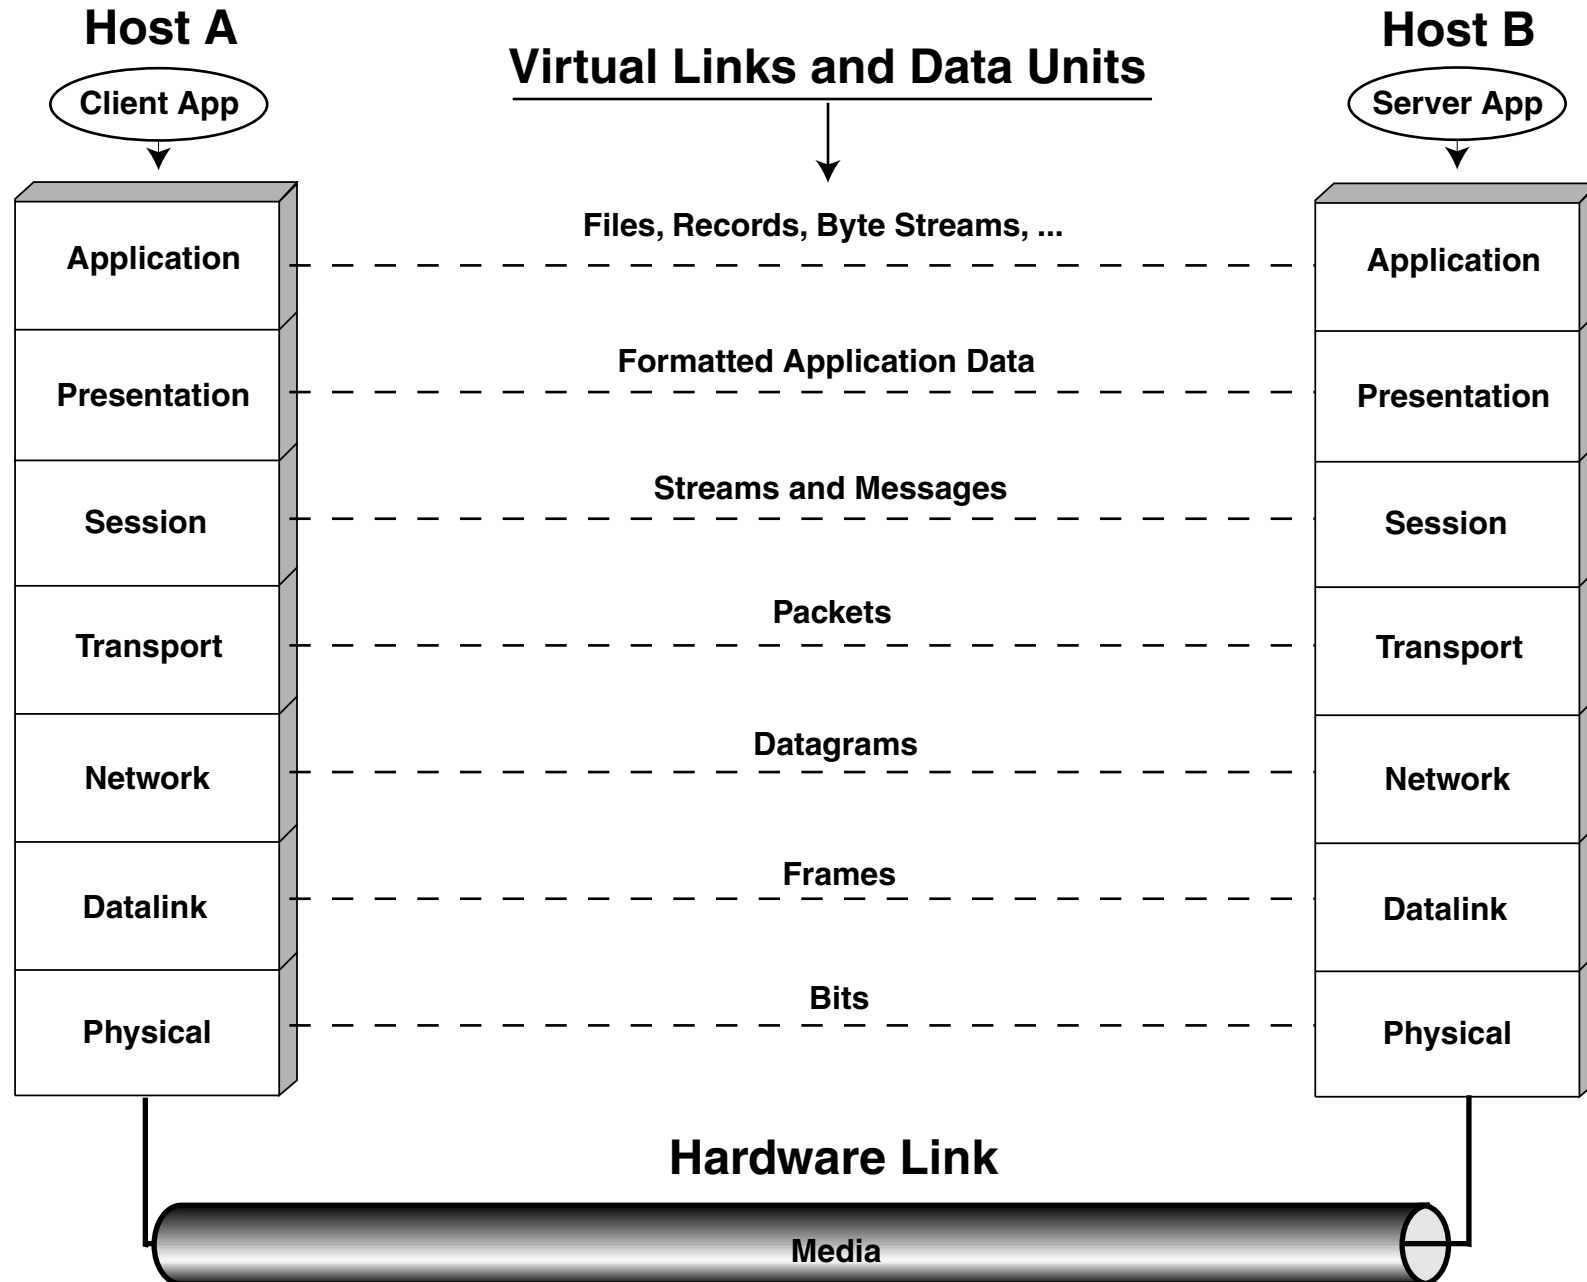 Host A
Virtual Links and Data Units
Host B
Client App
Server App
Files, Records, Byte Streams, ...
Application
Application
Formatted Application Data
Presentation
Presentation
Streams and Messages
Session
Session
Packets
Transport
Transport
Datagrams
Network
Network
Frames
Datalink
Datalink
Bits
Physical
Physical
Hardware Link
Media